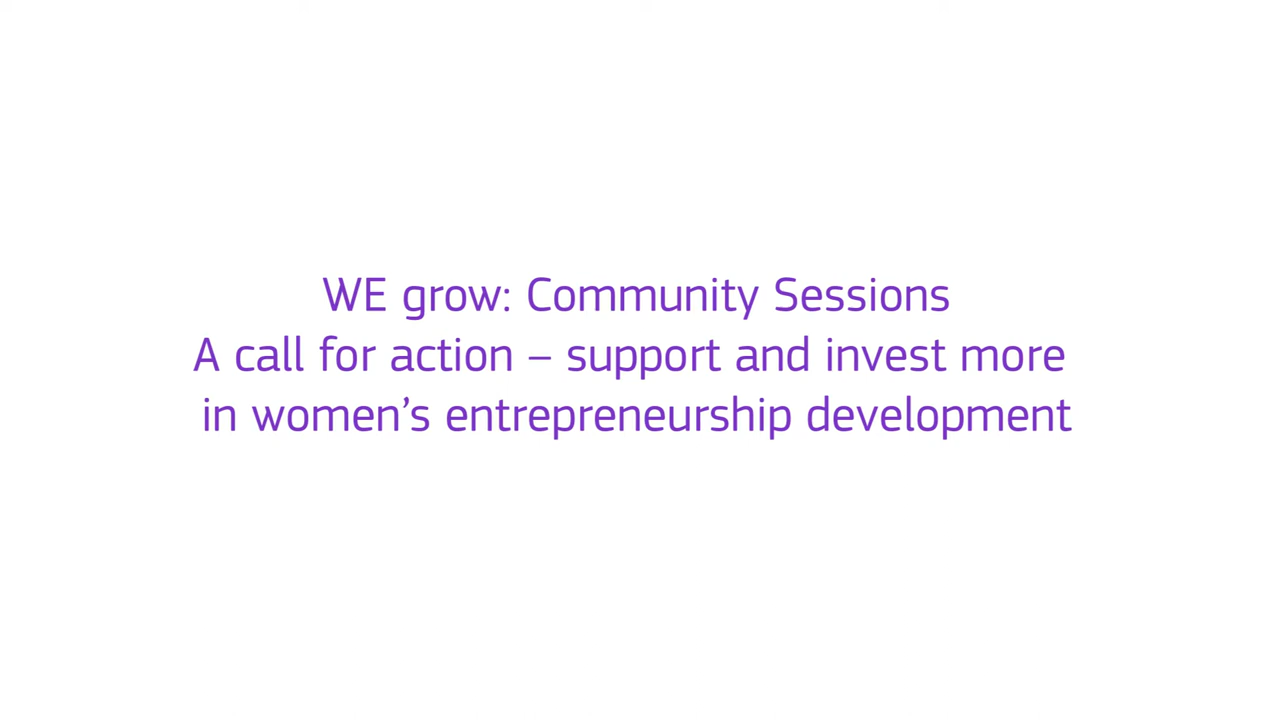 WE grow: Community Sessions
A call for action – support and invest more
in women’s entrepreneurship development